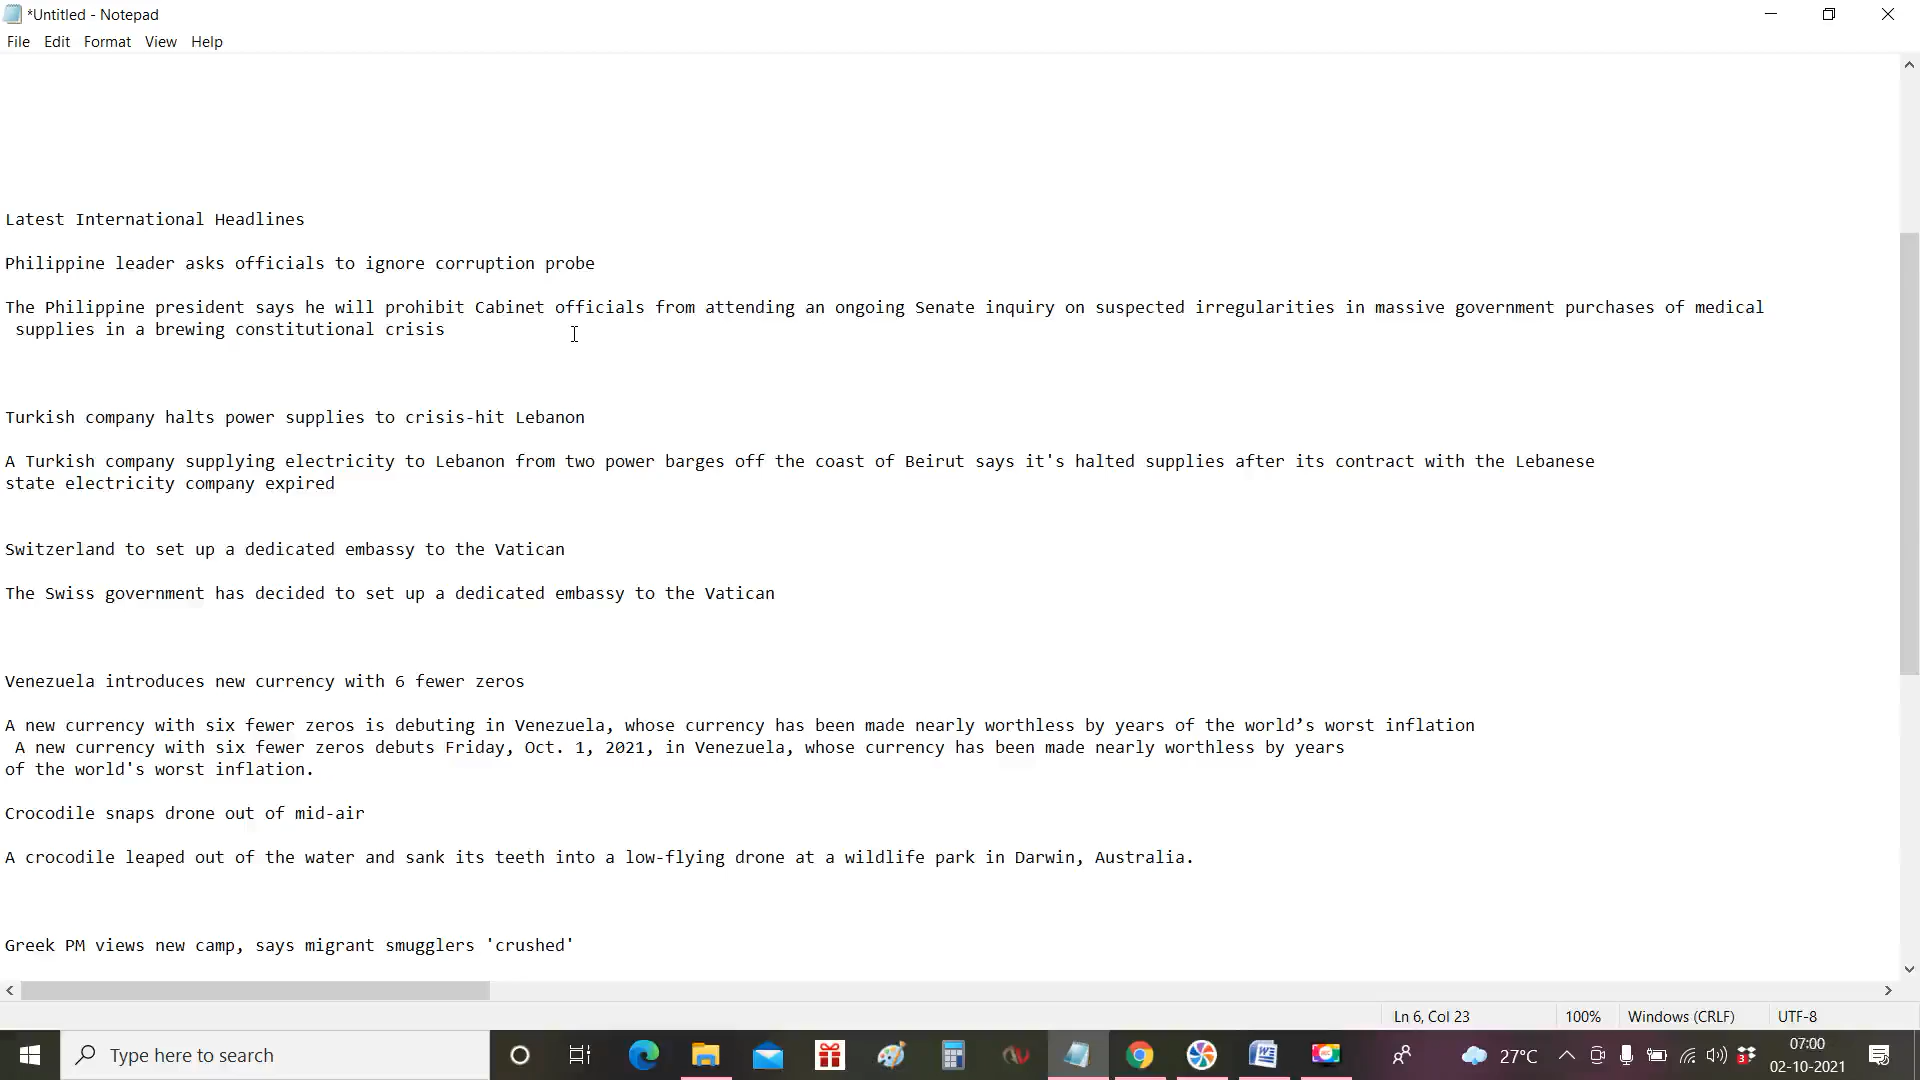 *Untitled - Notepad
File Edit Format View Help
Latest International Headlines
Philippine leader asks officials to ignore corruption probe
The Philippine president says he will prohibit Cabinet officials from attending an ongoing Senate inquiry on suspected irregularities in massive government purchases of medical
supplies in a brewing constitutional crisis
Turkish company halts power supplies to crisis-hit Lebanon
A Turkish company supplying electricity to Lebanon from two power barges off the coast of Beirut says it's halted supplies after its contract with the Lebanese
state electricity company expired
Switzerland to set up a dedicated embassy to the Vatican
The Swiss government has decided to set up a dedicated embassy to the Vatican
Venezuela introduces new currency with 6 fewer zeros
A new currency with six fewer zeros is debuting in Venezuela, whose currency has been made nearly worthless by years of the world’s worst inflation
A new currency with six fewer zeros debuts Friday, Oct. 1, 2021, in Venezuela, whose currency has been made nearly worthless by years
of the world's worst inflation.
Crocodile snaps drone out of mid-air
A crocodile leaped out of the water and sank its teeth into a low-flying drone at a wildlife park in Darwin, Australia.
Greek PM views new camp, says migrant smugglers 'crushed'
Ln 6, Col 23 100% Windows (CRLF) UTF-8
Type here to search
27°C
3
07:00
02-10-2021